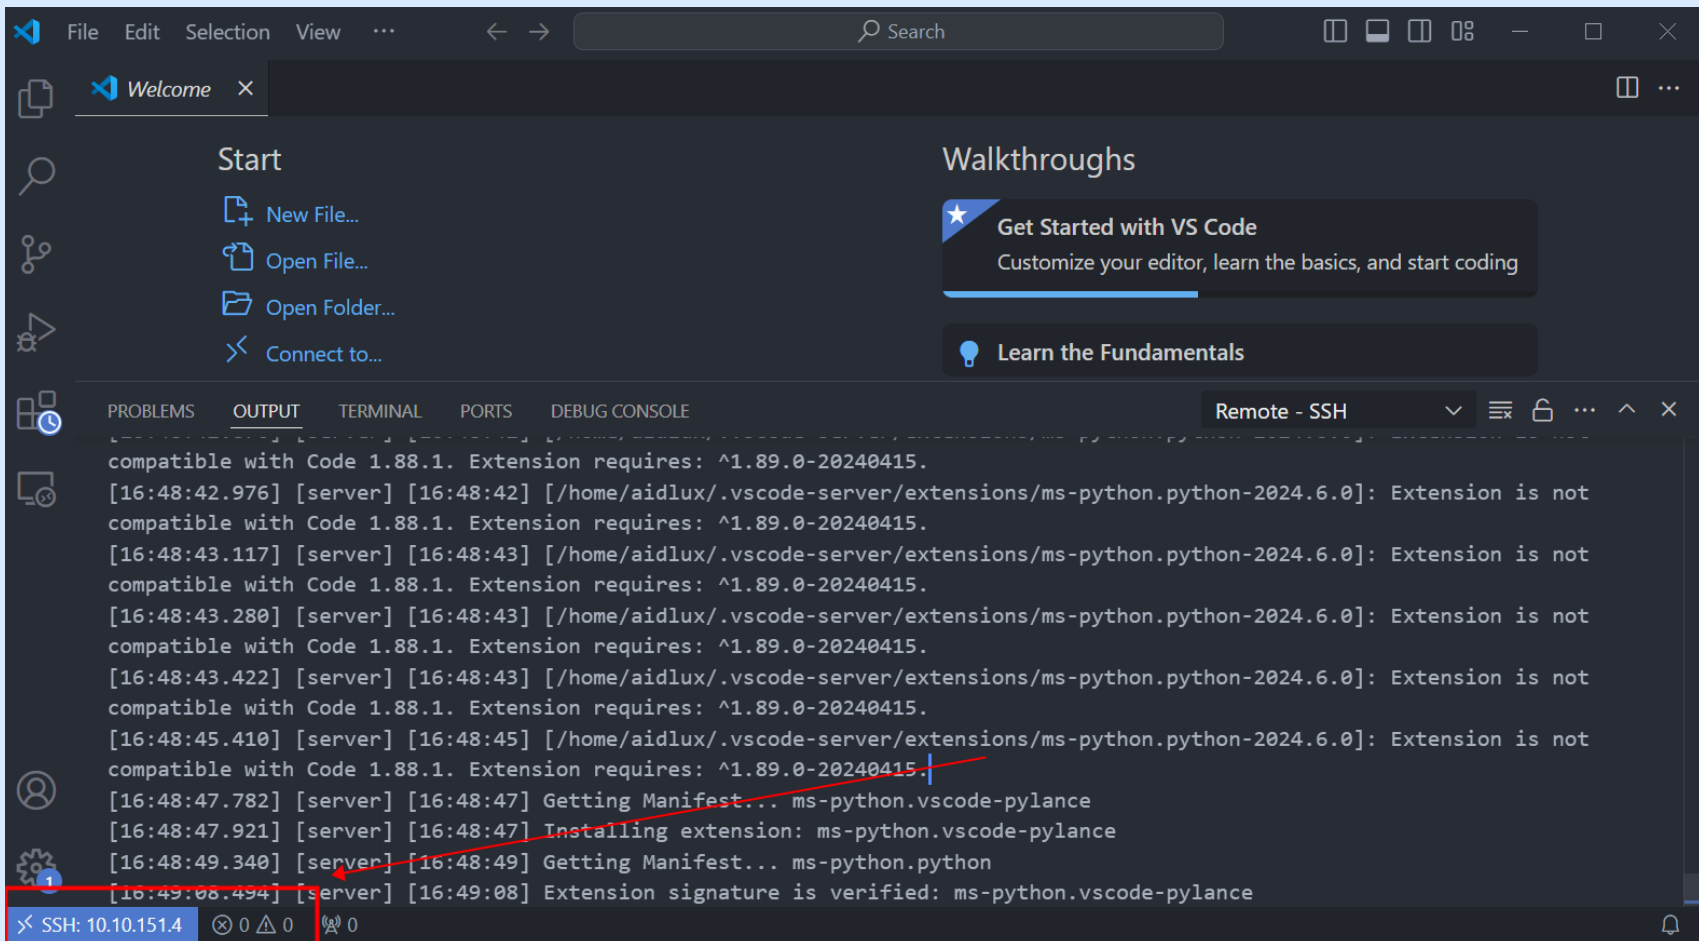 File Edit Selection View ··· Search
Welcome
Start
New File...
Open File...
Open Folder...
Connect to...
Walkthroughs
Get Started with VS Code
Customize your editor, learn the basics, and start coding
Learn the Fundamentals
PROBLEMS OUTPUT TERMINAL PORTS DEBUG CONSOLE Remote - SSH
compatible with Code 1.88.1. Extension requires: ^1.89.0-20240415.
[16:48:42.976] [server] [16:48:42] [/home/aidlux/.vscode-server/extensions/ms-python.python-2024.6.0]: Extension is not
compatible with Code 1.88.1. Extension requires: ^1.89.0-20240415.
[16:48:43.117] [server] [16:48:43] [/home/aidlux/.vscode-server/extensions/ms-python.python-2024.6.0]: Extension is not
compatible with Code 1.88.1. Extension requires: ^1.89.0-20240415.
[16:48:43.280] [server] [16:48:43] [/home/aidlux/.vscode-server/extensions/ms-python.python-2024.6.0]: Extension is not
compatible with Code 1.88.1. Extension requires: ^1.89.0-20240415.
[16:48:43.422] [server] [16:48:43] [/home/aidlux/.vscode-server/extensions/ms-python.python-2024.6.0]: Extension is not
compatible with Code 1.88.1. Extension requires: ^1.89.0-20240415.
[16:48:45.410] [server] [16:48:45] [/home/aidlux/.vscode-server/extensions/ms-python.python-2024.6.0]: Extension is not
compatible with Code 1.88.1. Extension requires: ^1.89.0-20240415.
[16:48:47.782] [server] [16:48:47] Getting Manifest... ms-python.vscode-pylance
[16:48:47.921] [server] [16:48:47] Installing extension: ms-python.vscode-pylance
[16:48:49.340] [server] [16:48:49] Getting Manifest... ms-python.python
[16:49:08.494] [server] [16:49:08] Extension signature is verified: ms-python.vscode-pylance
1
SSH: 10.10.151.4 0 0 0